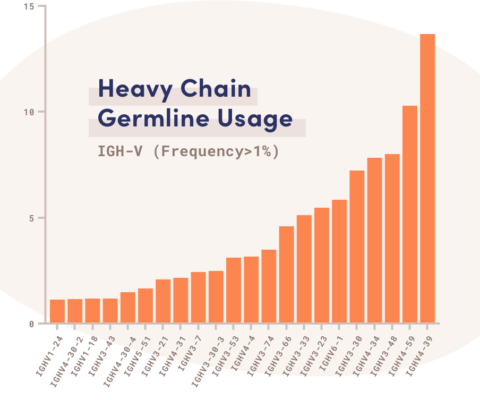 15
10
5
0
Heavy Chain
Germline Usage
IGH-V (Frequency>1%)
IGHV1-24
IGHV4-30-2
IGHV1-18
IGHV3-43
IGHV4-30-4
IGHV5-51
IGHV3-21
IGHV4-31
IGHV3-7
IGHV3-30-3
IGHV3-53
IGHV4-4
IGHV3-74
IGHV3-66
IGHV3-33
IGHV3-23
IGHV6-1
IGHV3-30
IGHV4-34
IGHV3-48
IGHV4-59
IGHV4-39